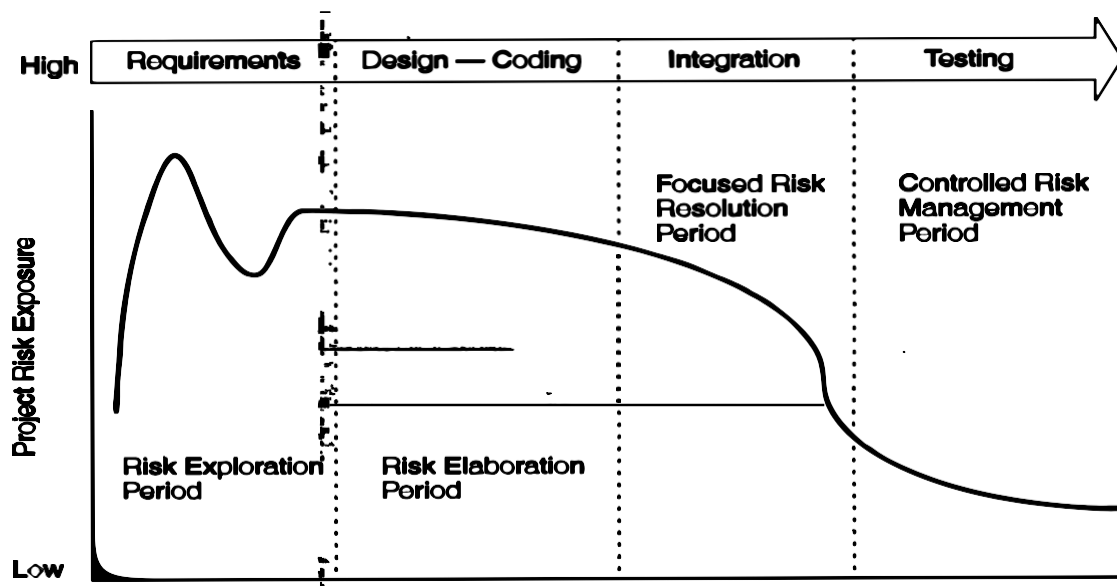 High
Requirements
Design — Coding
Integration
Testing
Focused Risk
Resolution
Period
Controlled Risk
Management
Period
Project Risk Exposure
Risk Exploration
Period
Risk Elaboration
Period
Low